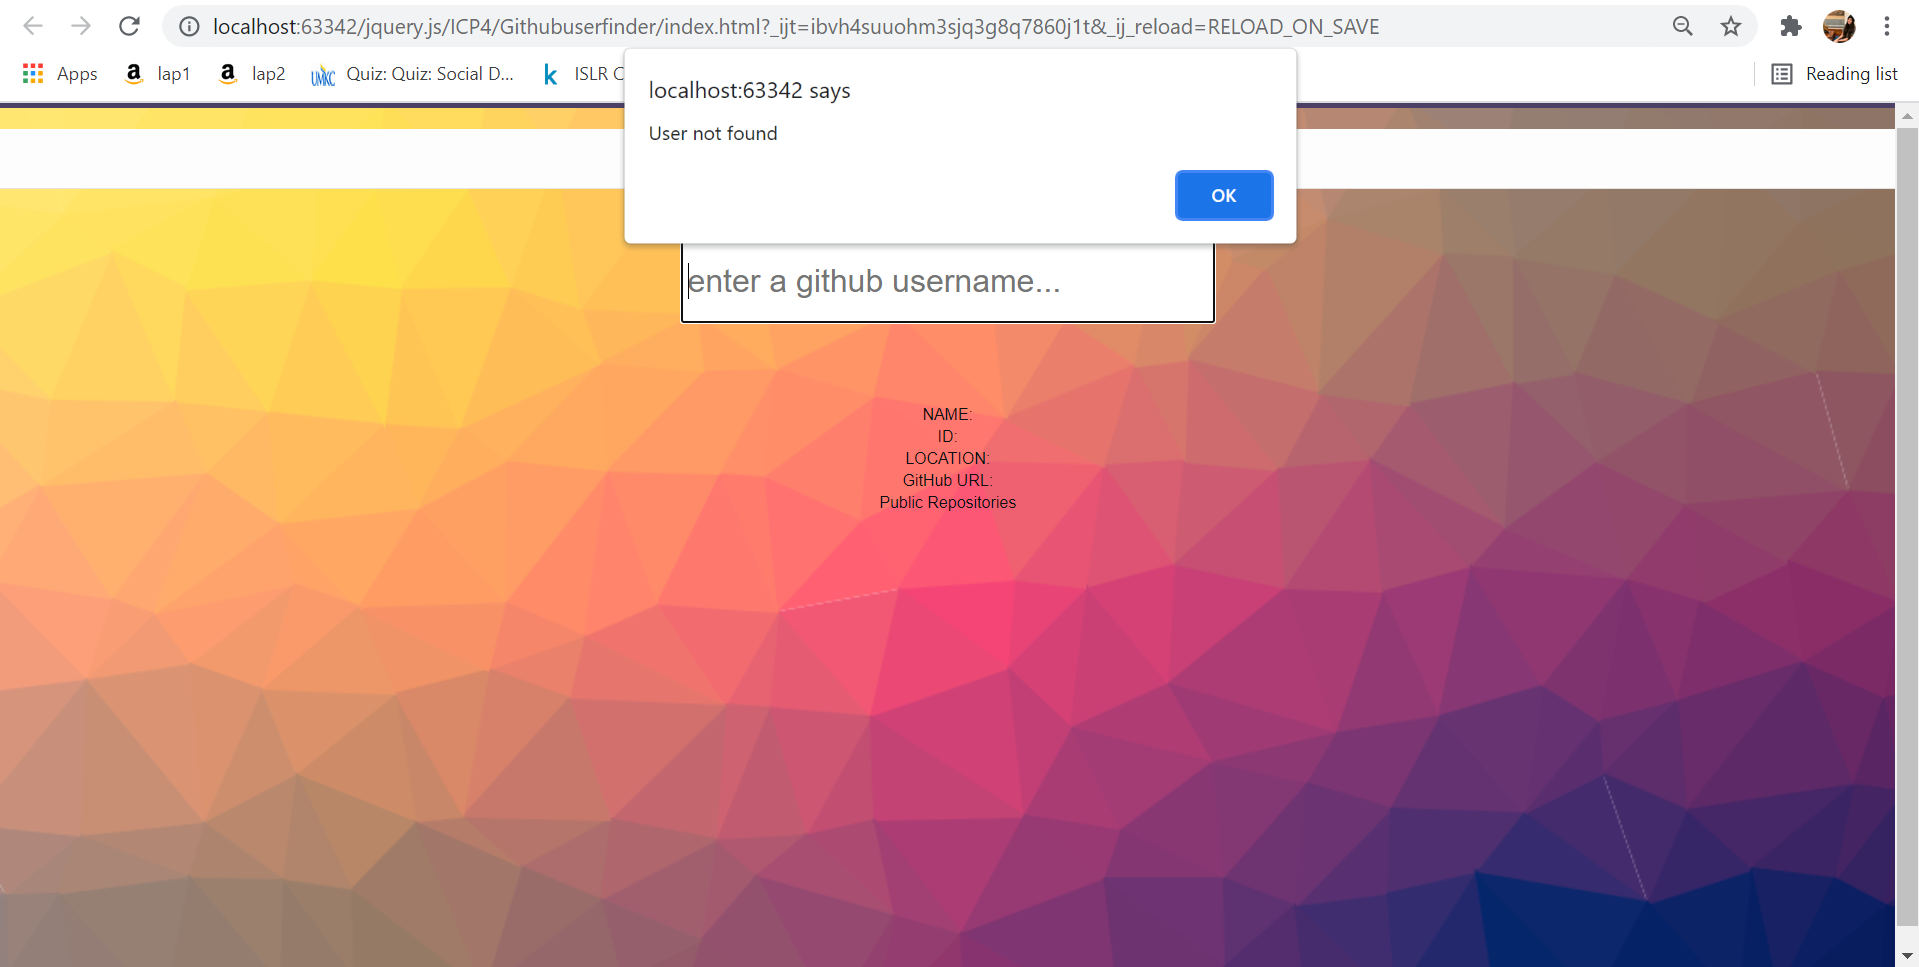 localhost:63342/jquery.js/ICP4/Githubuserfinder/index.html?_ijt=ibvh4suuohm3sjq3g8q7860j1t&_ij_reload=RELOAD_ON_SAVE
Apps lap1 lap2 UMKC Quiz: Quiz: Social D... k ISLR Reading list
localhost:63342 says
User not found
OK
enter a github username...
NAME:
ID:
LOCATION:
GitHub URL:
Public Repositories